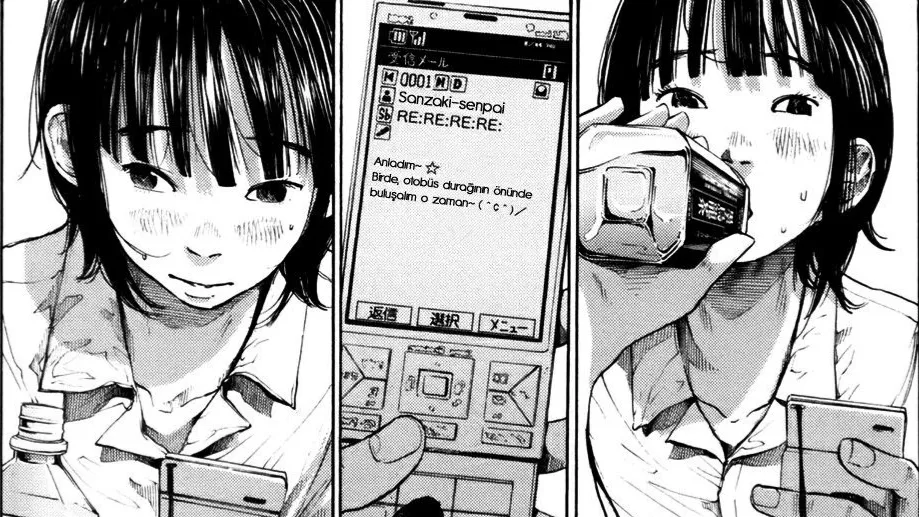 受信メール
0001 M D
Sanzaki-senpai
Sb RE:RE:RE:RE:
Anladım~ ☆
Birde, otobüs durağının önünde
buluşalım o zaman~ ( ^ ¢ ^ )／
返信 選択 メニュー